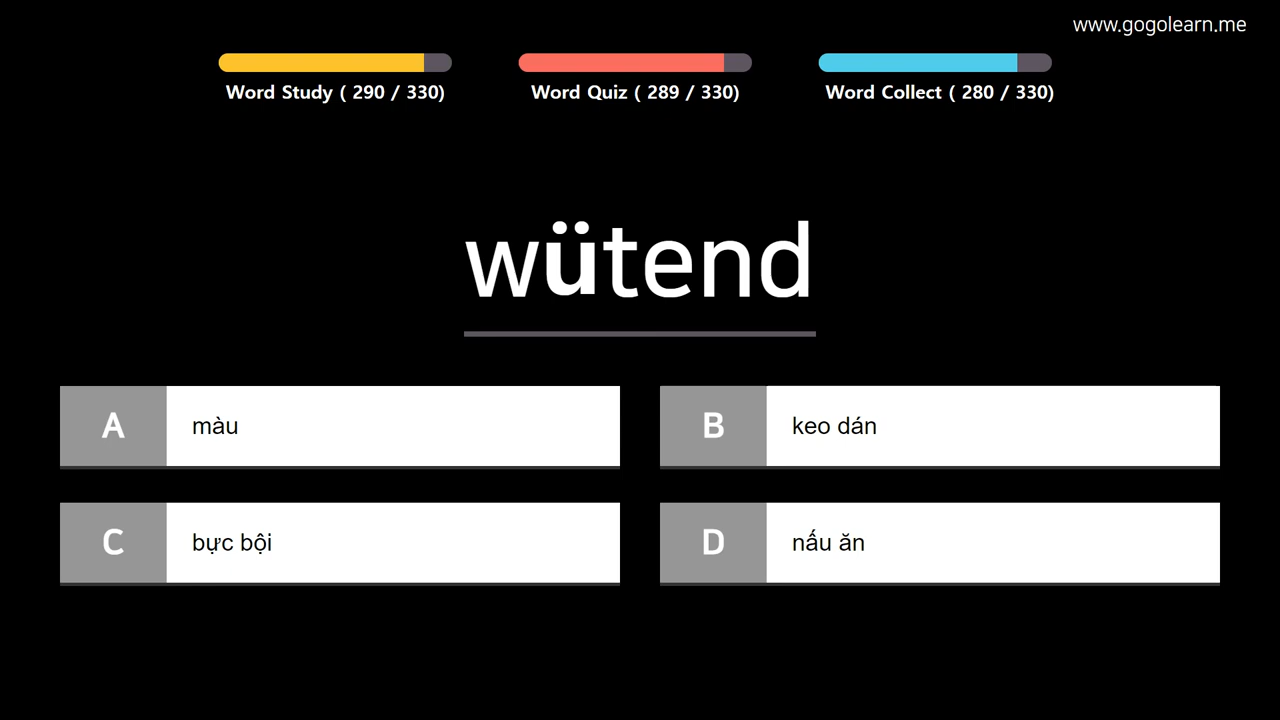 www.gogolearn.me
Word Study ( 290 / 330)
Word Quiz ( 289 / 330)
Word Collect ( 280 / 330)
wütend
A màu
B keo dán
C bực bội
D nấu ăn